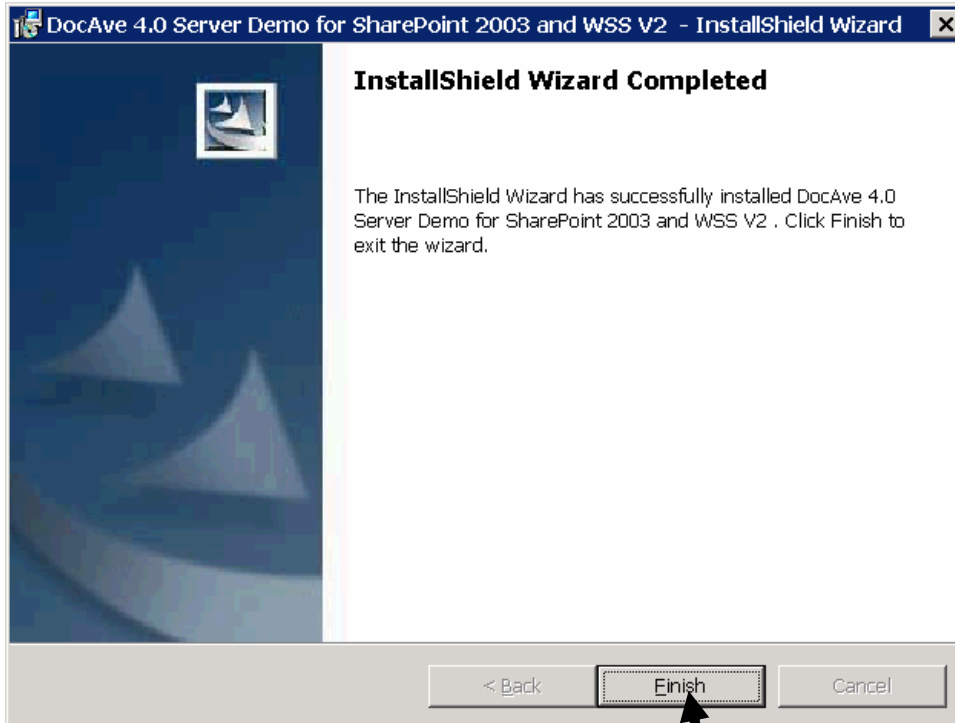 DocAve 4.0 Server Demo for SharePoint 2003 and WSS V2 - InstallShield Wizard
InstallShield Wizard Completed
The InstallShield Wizard has successfully installed DocAve 4.0
Server Demo for SharePoint 2003 and WSS V2 . Click Finish to
exit the wizard.
< Back
Finish
Cancel